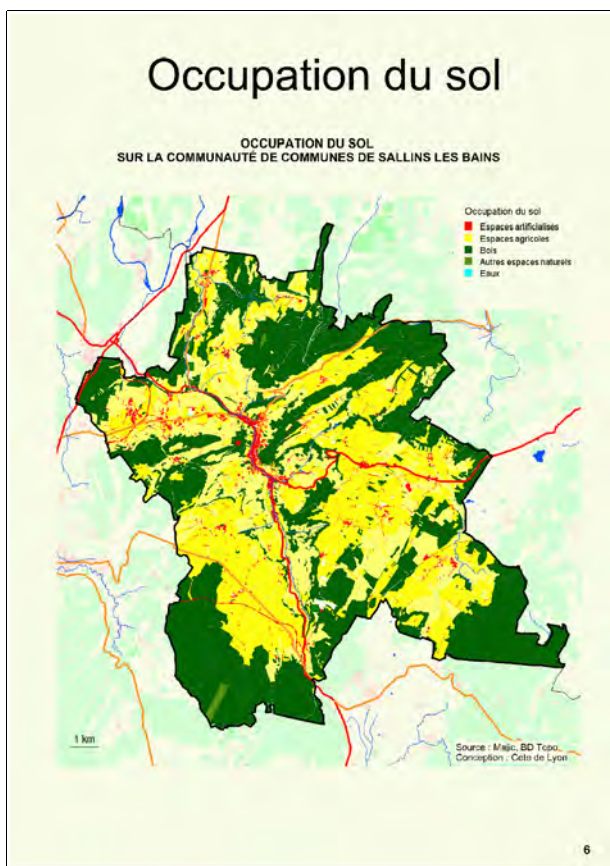 Occupation du sol
OCCUPATION DU SOL
SUR LA COMMUNAUTÉ DE COMMUNES DE SALLINS LES BAINS
Occupation du sol
Espaces artificialisés
Espaces agricoles
Bois
Autres espaces naturels
Eaux
1 km
Source : Majic, BD Topo,
Conception : Cete de Lyon
6